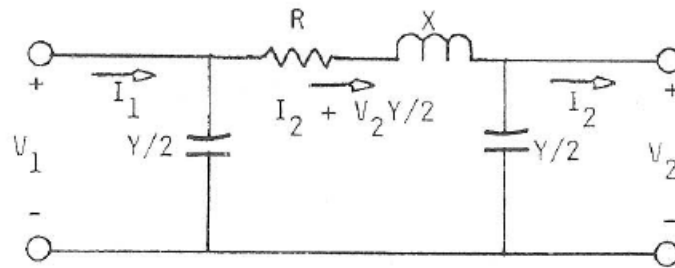 R X
+ I₁ I₂ + V₂Y/2 I₂ +
V₁ Y/2 Y/2 V₂
- -